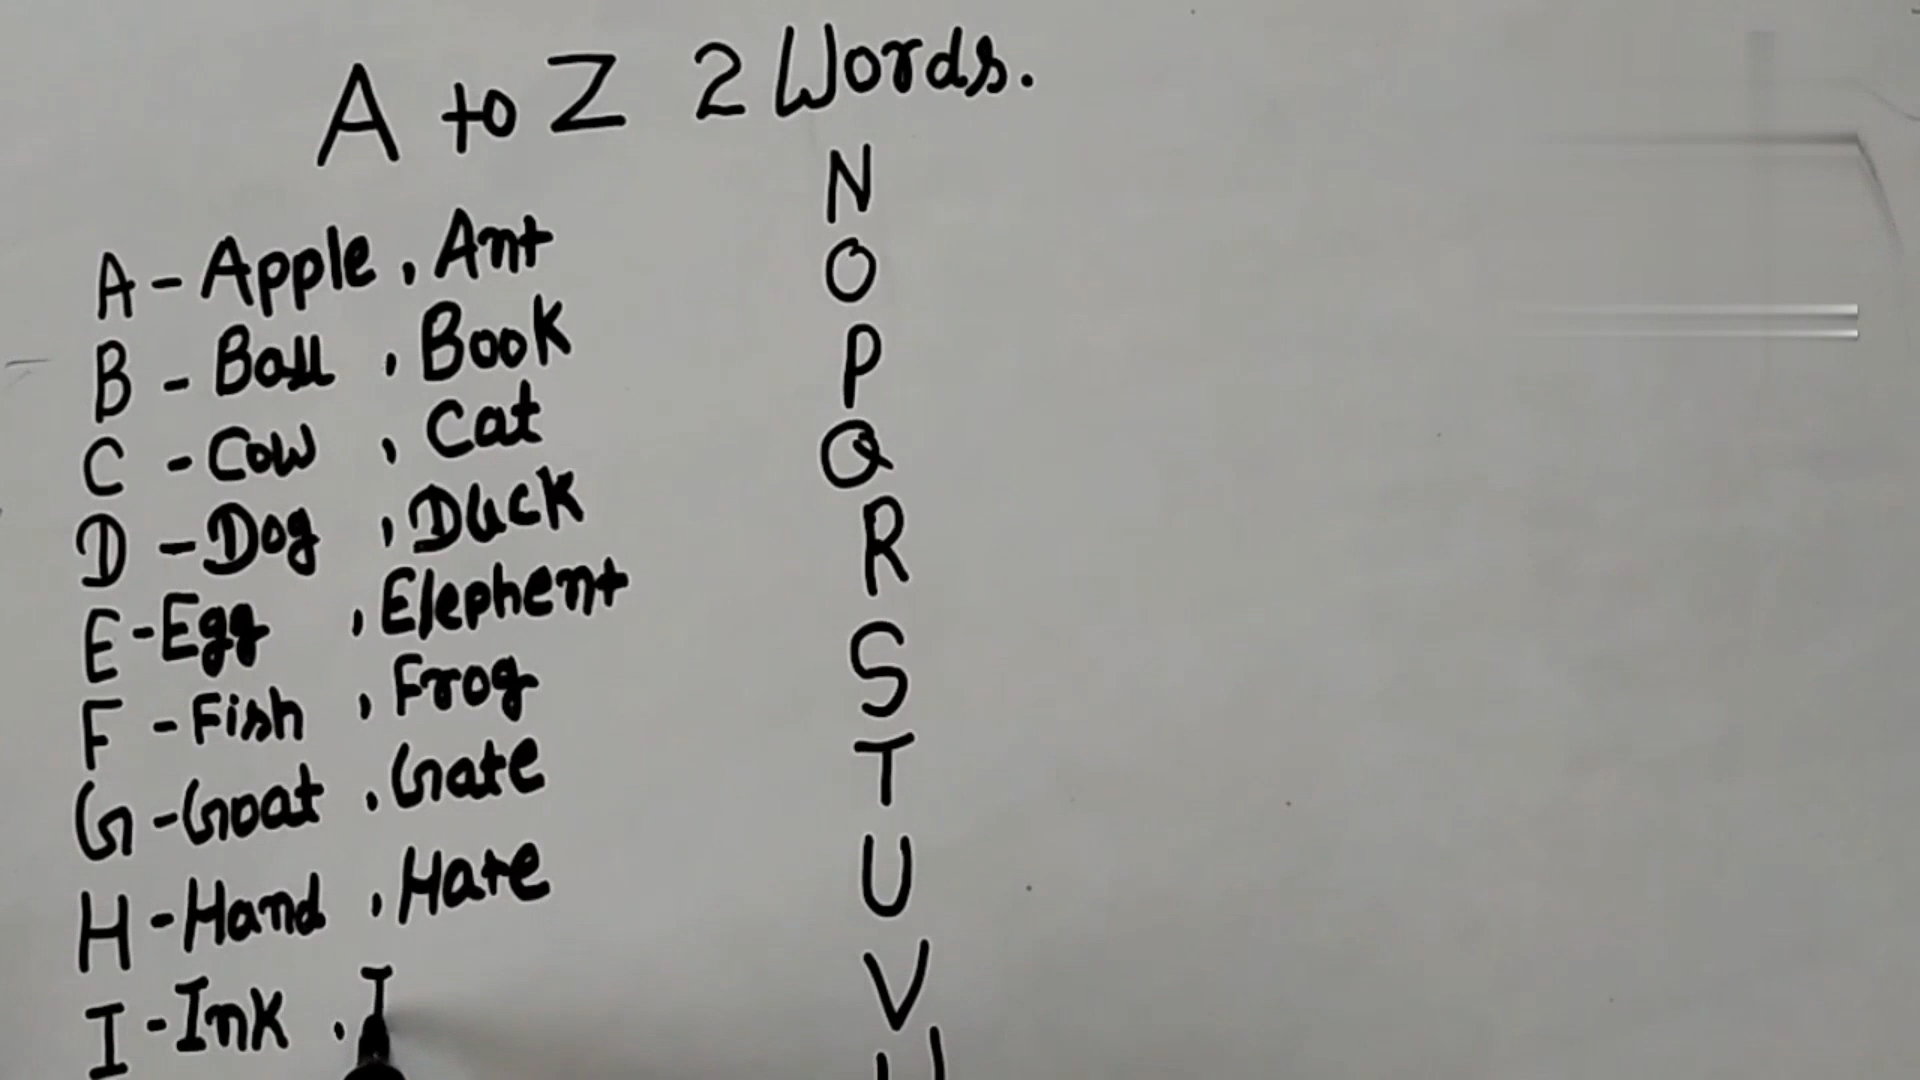 A to Z 2 Words.
A - Apple, Ant
B - Ball, Book
C - Cow, Cat
D - Dog, Duck
E - Egg, Elephent
F - Fish, Frog
G - Goat, Gate
H - Hand, Hare
I - Ink, I
N
O
P
Q
R
S
T
U
V